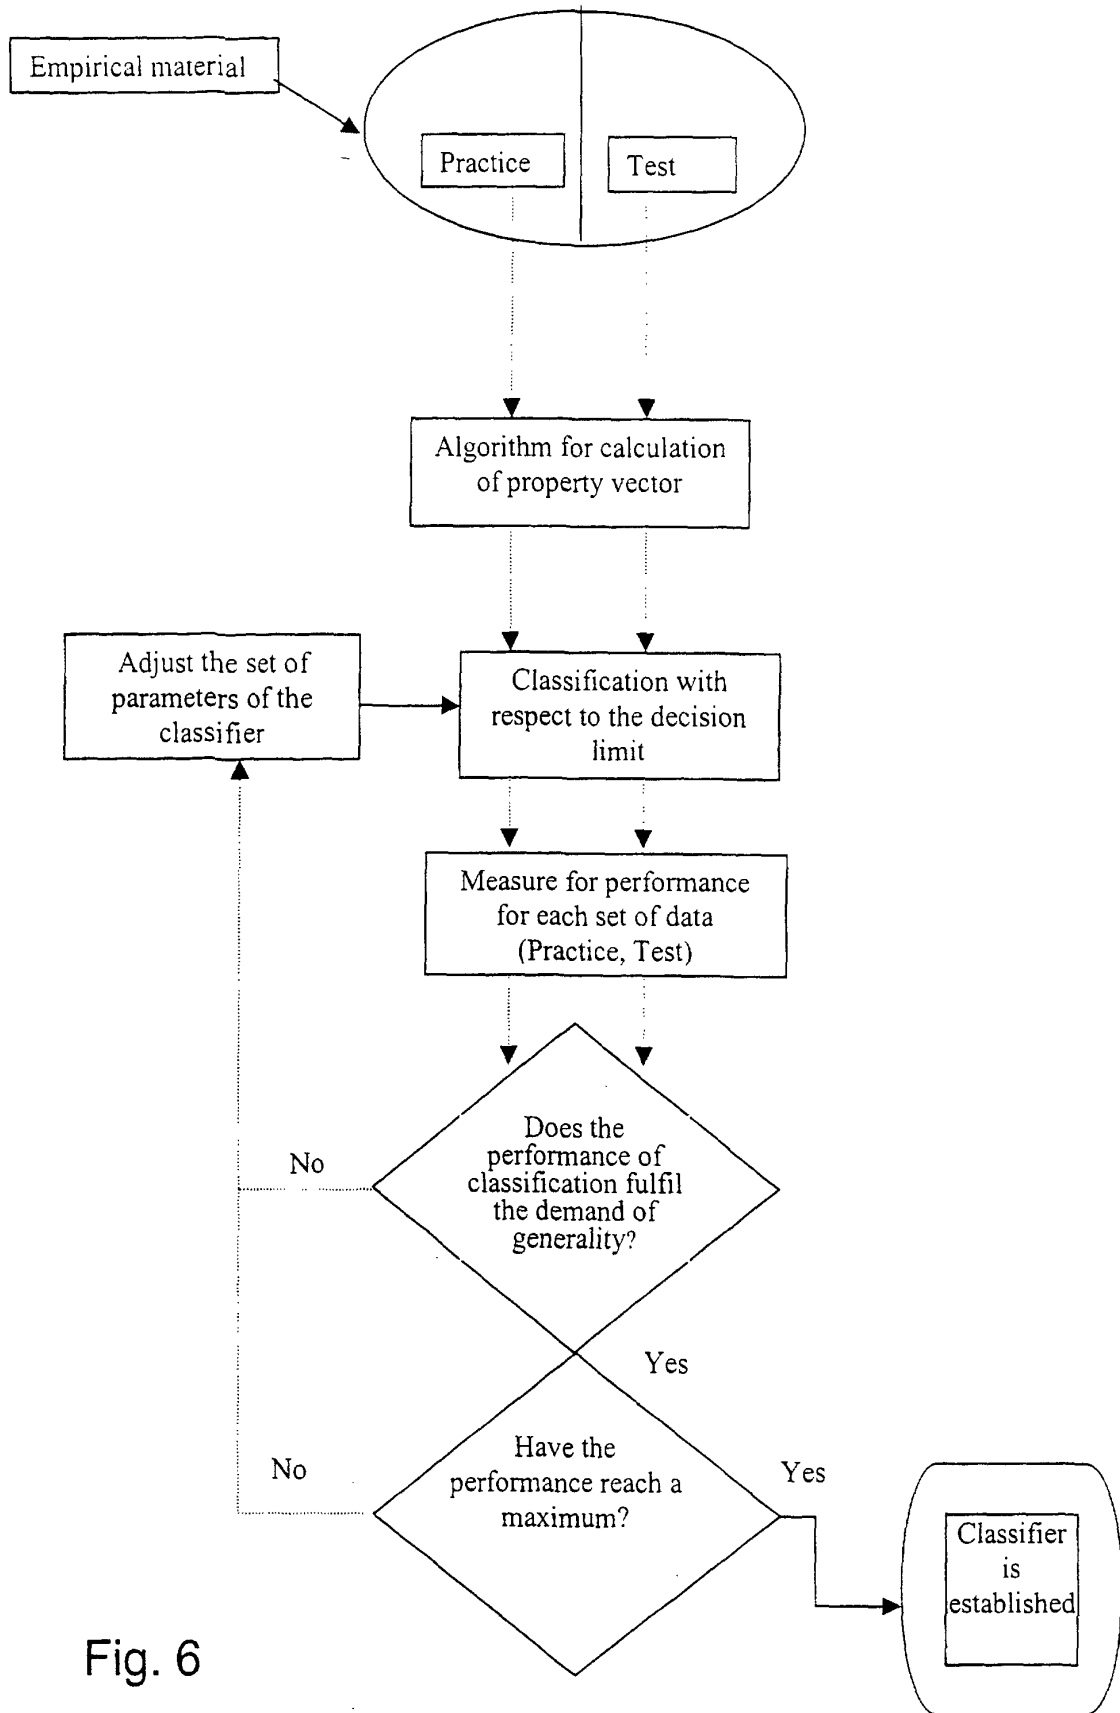 Empirical material
Practice
Test
Algorithm for calculation
of property vector
Adjust the set of
parameters of the
classifier
Classification with
respect to the decision
limit
Measure for performance
for each set of data
(Practice, Test)
Does the
performance of
classification fulfil
the demand of
generality?
No
Yes
Have the
performance reach a
maximum?
No
Yes
Classifier
is
established
Fig. 6